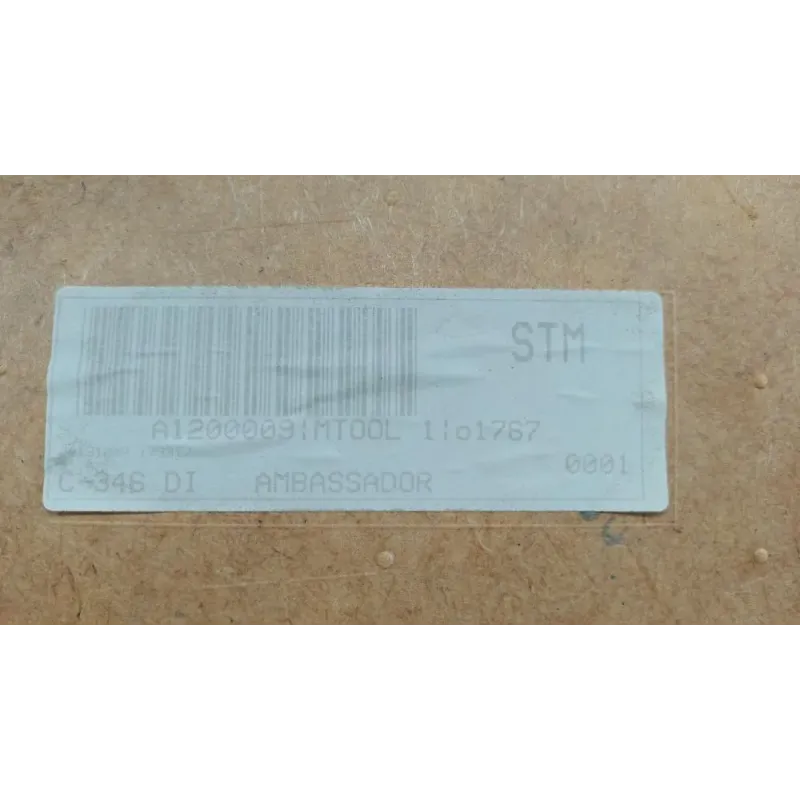 STM
A1200009|MTOOL 1|o1767
0001
C-346 DI AMBASSADOR